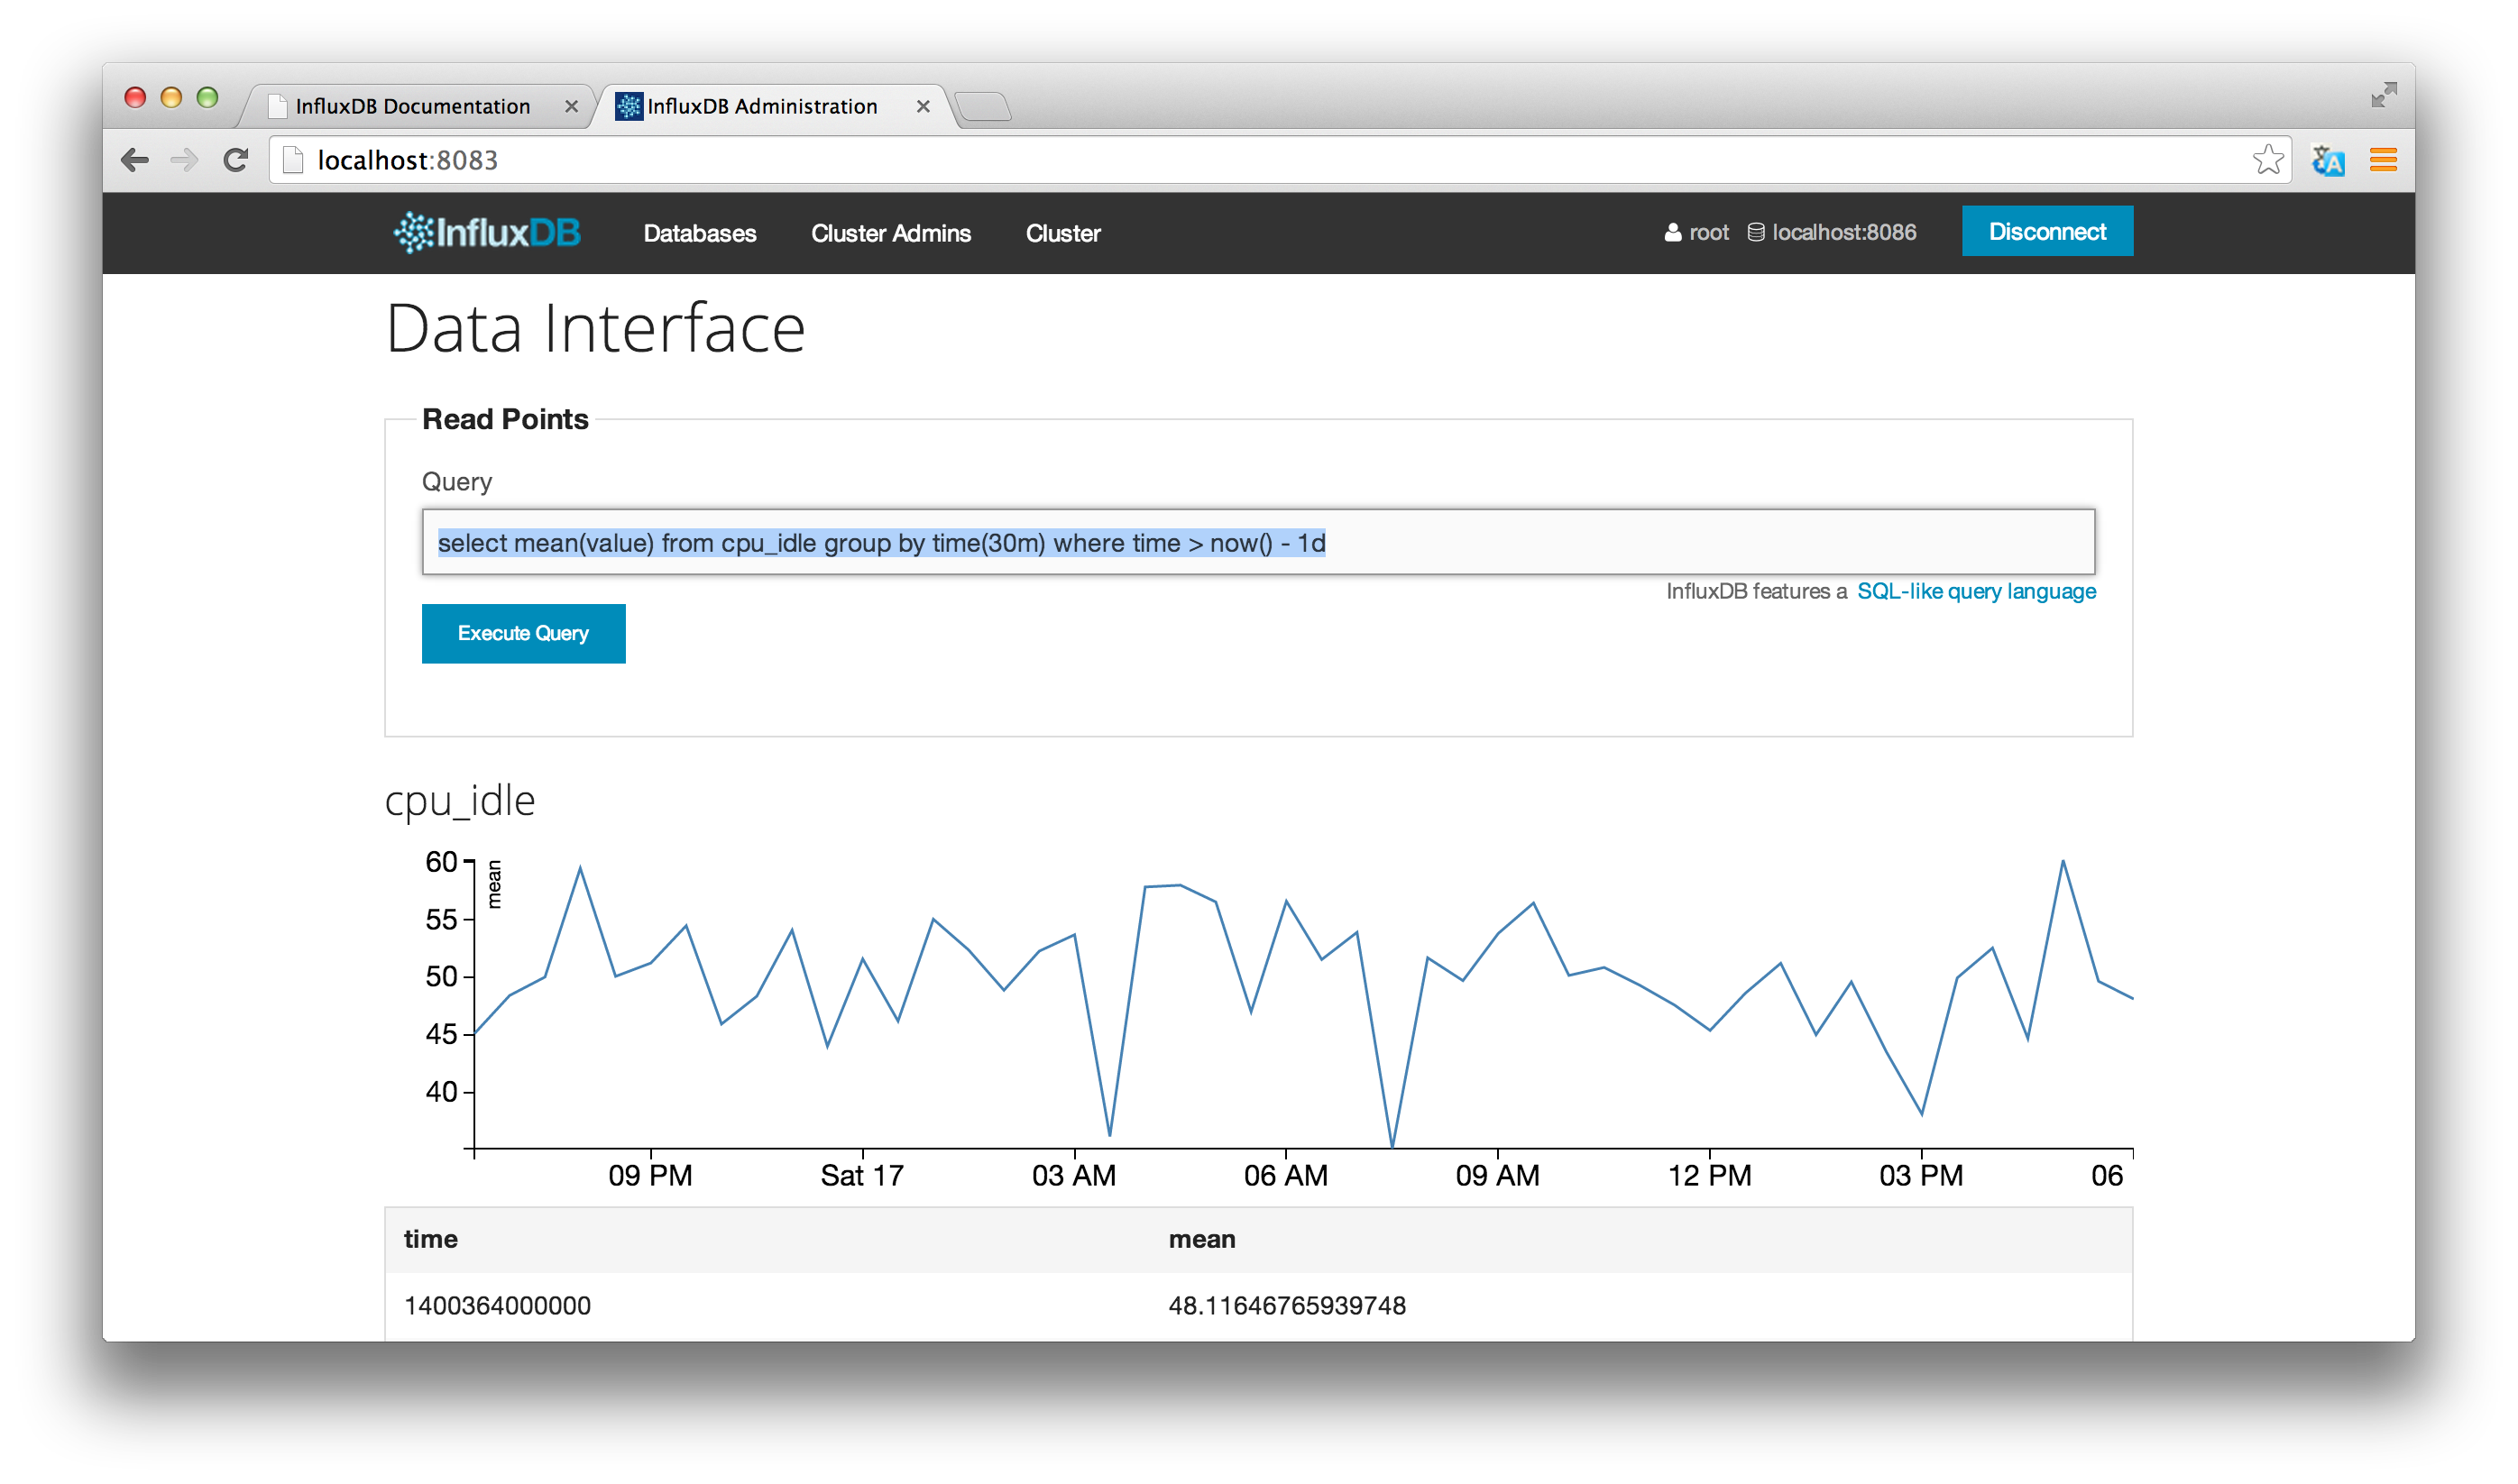 InfluxDB Documentation
InfluxDB Administration
localhost:8083
InfluxDB Databases Cluster Admins Cluster root localhost:8086 Disconnect
Data Interface
Read Points
Query
select mean(value) from cpu_idle group by time(30m) where time > now() - 1d
InfluxDB features a SQL-like query language
Execute Query
cpu_idle
60
55
50
45
40
mean
09 PM Sat 17 03 AM 06 AM 09 AM 12 PM 03 PM 06
time mean
1400364000000 48.11646765939748